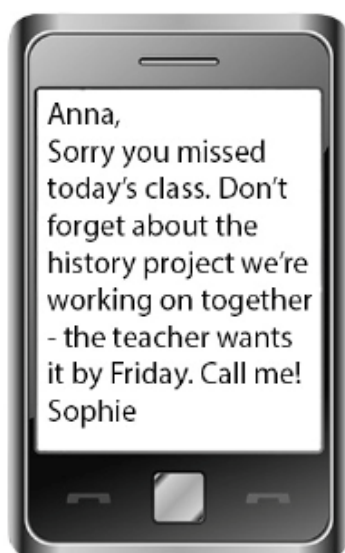 Anna,
Sorry you missed
today's class. Don't
forget about the
history project we're
working on together
- the teacher wants
it by Friday. Call me!
Sophie